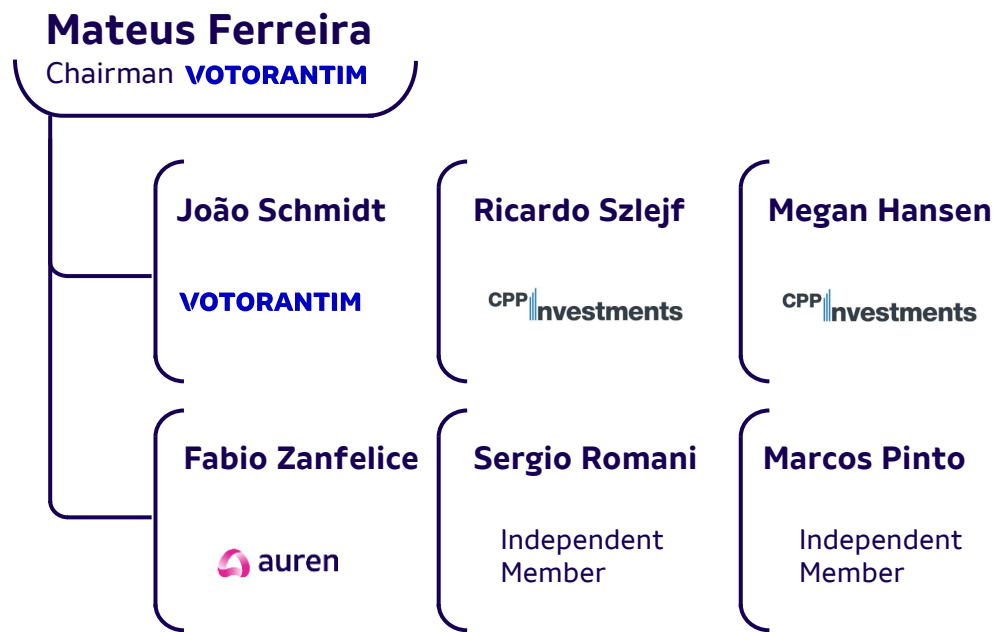 Mateus Ferreira
Chairman VOTORANTIM
João Schmidt
VOTORANTIM
Ricardo Szlejf
CPP Investments
Megan Hansen
CPP Investments
Fabio Zanfelice
auren
Sergio Romani
Independent
Member
Marcos Pinto
Independent
Member